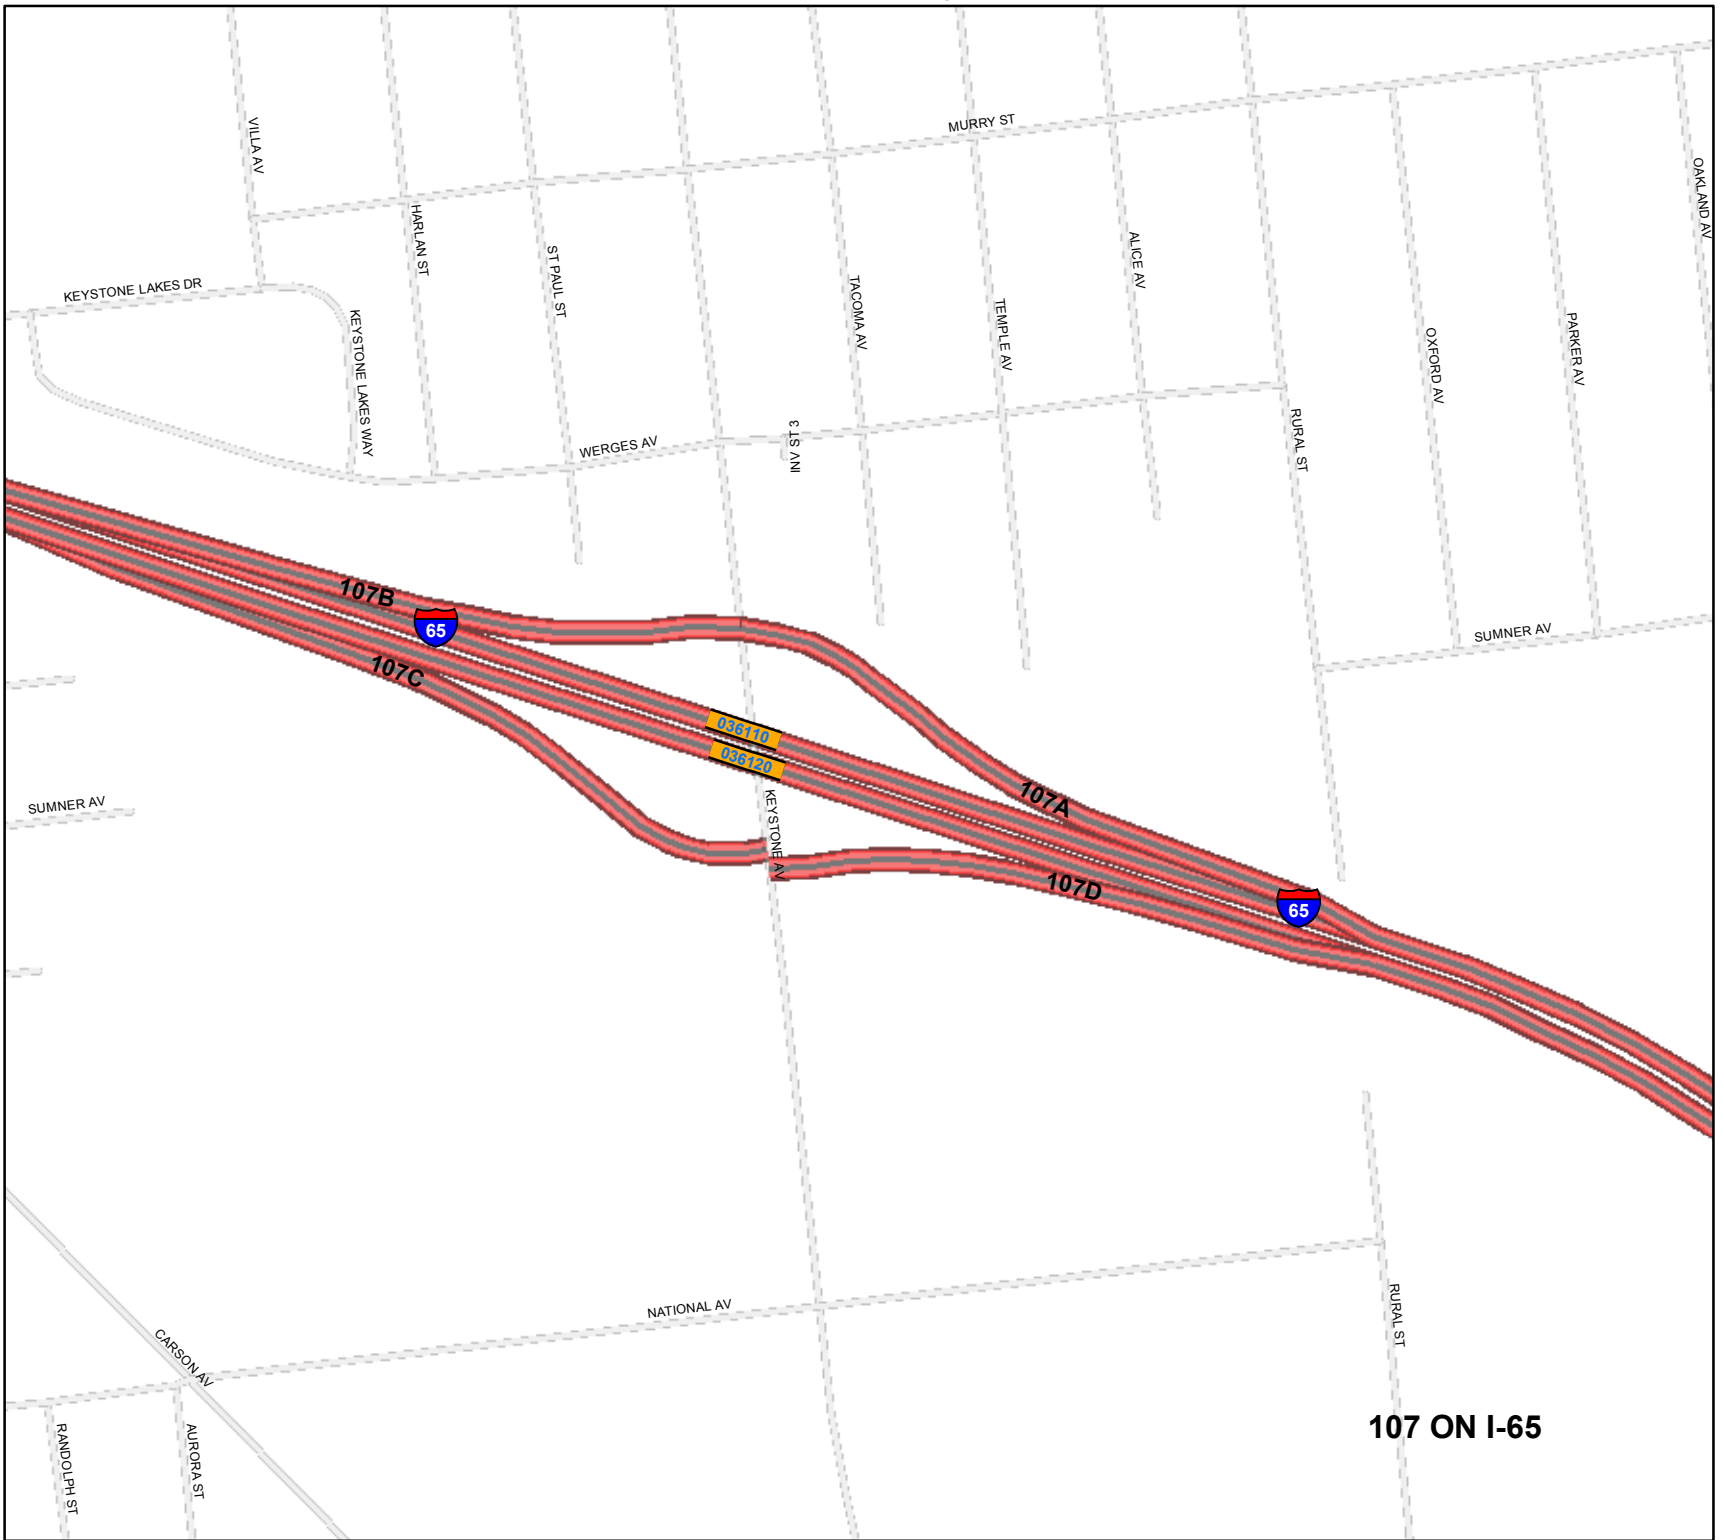 MURRY ST
VILLA AV
OAKLAND AV
HARLAN ST
ST PAUL ST
ALICE AV
KEYSTONE LAKES DR
TACOMA AV
TEMPLE AV
KEYSTONE LAKES WAY
PARKER AV
OXFORD AV
WERGES AV
INV ST 3
RURAL ST
107B
65
SUMNER AV
107C
036110
036120
KEYSTONE AV
107A
SUMNER AV
107D
65
NATIONAL AV
RURAL ST
CARSON AV
107 ON I-65
RANDOLPH ST
AURORA ST